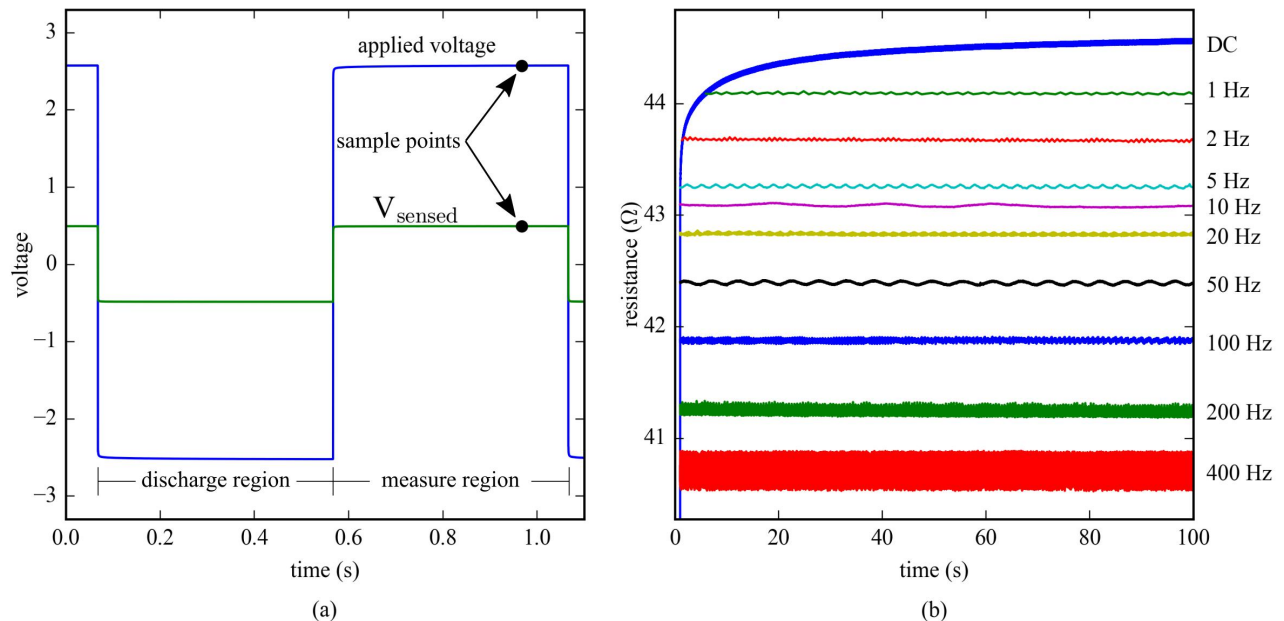 3
2
1
0
−1
−2
−3
voltage
applied voltage
sample points
Vsensed
discharge region
measure region
0.0 0.2 0.4 0.6 0.8 1.0
time (s)
(a)
44
43
42
41
resistance (Ω)
DC
1 Hz
2 Hz
5 Hz
10 Hz
20 Hz
50 Hz
100 Hz
200 Hz
400 Hz
0 20 40 60 80 100
time (s)
(b)